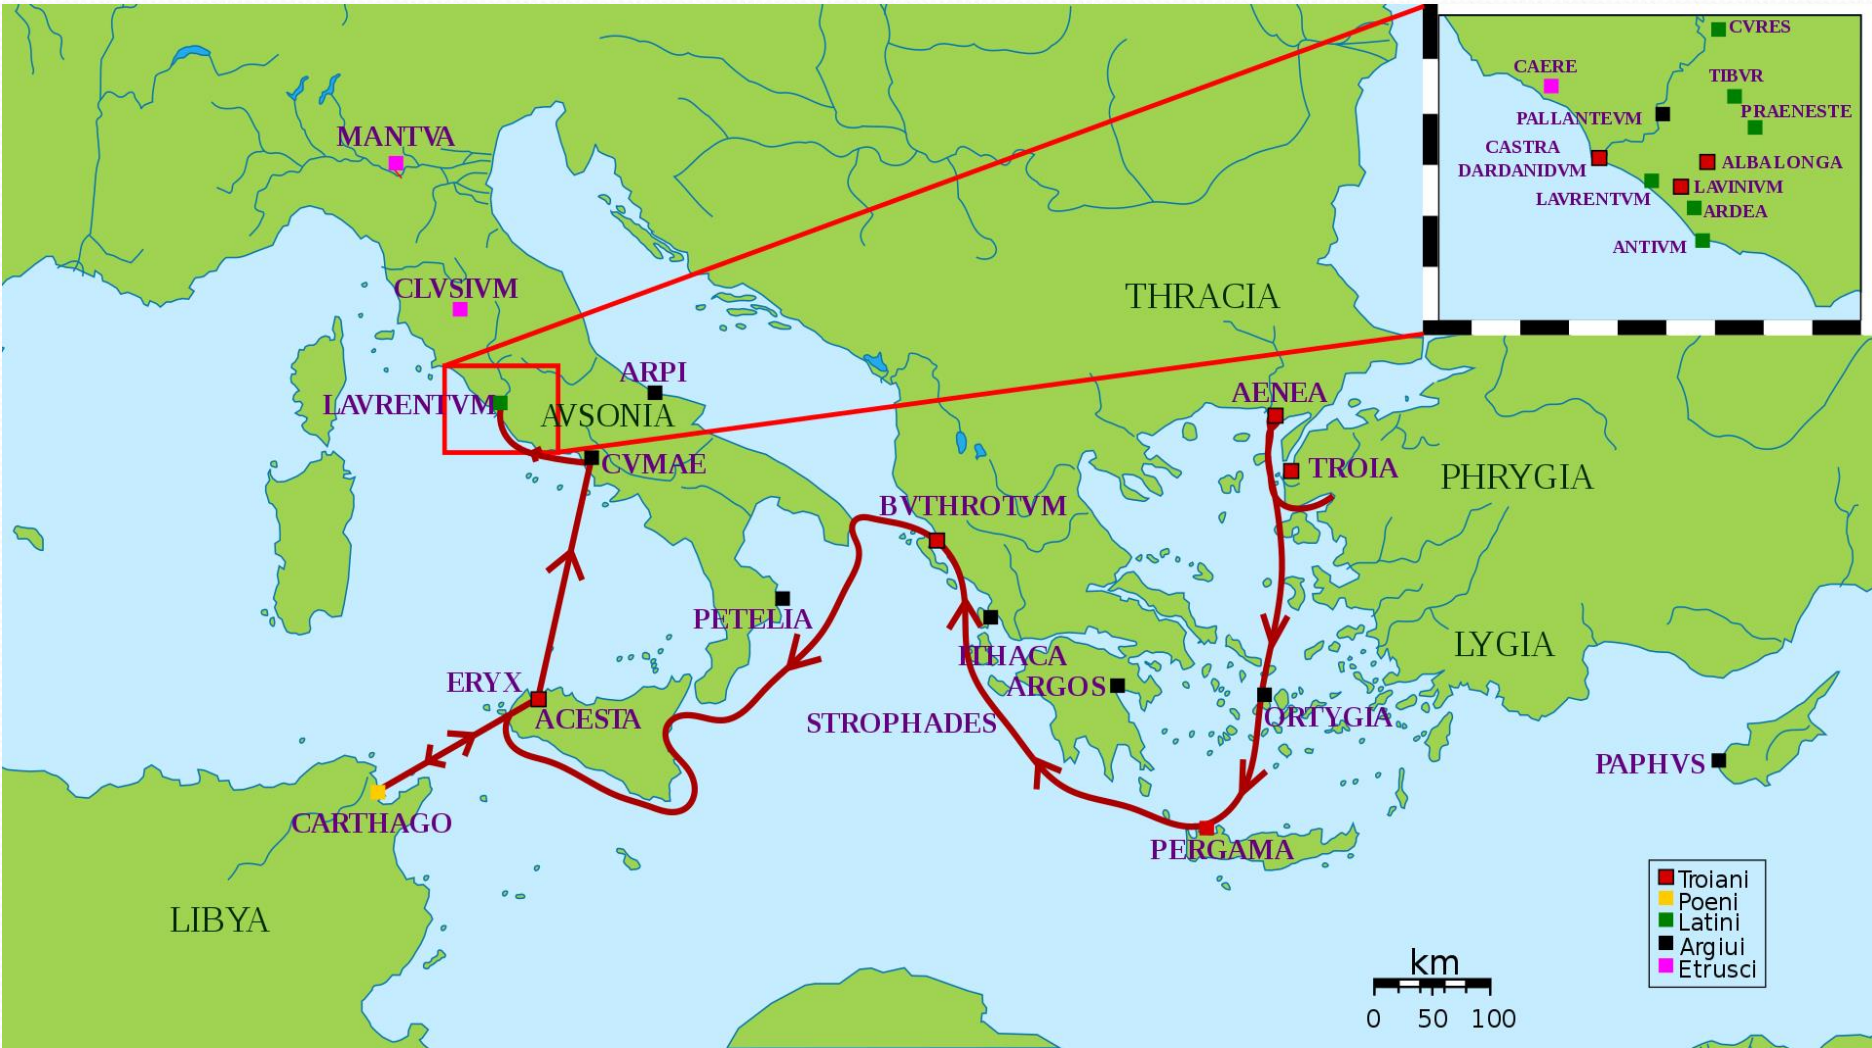 CVRES
CAERE
TIBVR
PALLANTEVM
PRAENESTE
CASTRA
DARDANIDVM
ALBALONGA
LAVINIVM
LAVRENTVM
ARDEA
ANTIVM
MANTVA
CLVSIVM
THRACIA
ARPI
AENEA
LAVRENTVM
AVSONIA
CVMAE
TROIA
PHRYGIA
BVTHROTVM
PETELIA
LYGIA
ITHACA
ERYX
ARGOS
ACESTA
STROPHADES
ORTYGIA
PAPHVS
CARTHAGO
PERGAMA
LIBYA
Troiani
Poeni
Latini
Argiui
Etrusci
km
0 50 100